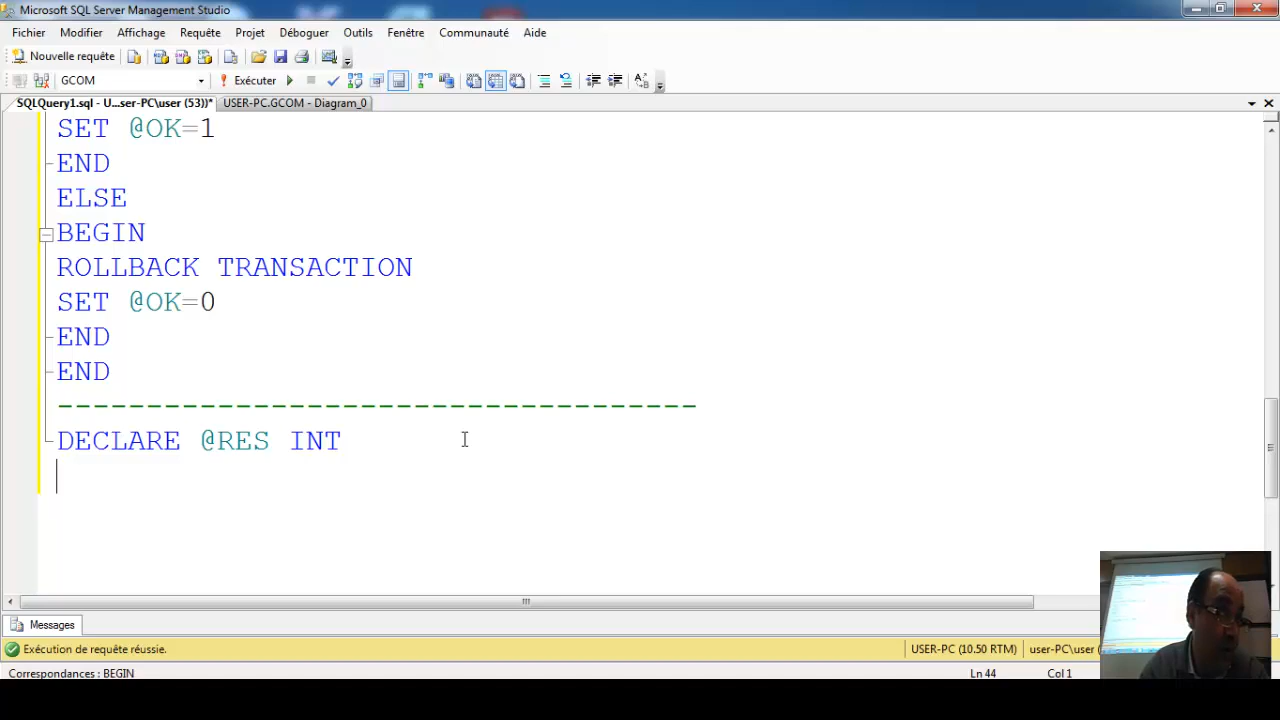 Microsoft SQL Server Management Studio
Fichier Modifier Affichage Requête Projet Déboguer Outils Fenêtre Communauté Aide
Nouvelle requête
GCOM Exécuter
SQLQuery1.sql - U...ser-PC\user (53))* USER-PC.GCOM - Diagram_0
SET @OK=1
END
ELSE
BEGIN
ROLLBACK TRANSACTION
SET @OK=0
END
END
------------------------------------
DECLARE @RES INT
Messages
Exécution de requête réussie. USER-PC (10.50 RTM) user-PC\user (
Correspondances : BEGIN Ln 44 Col 1